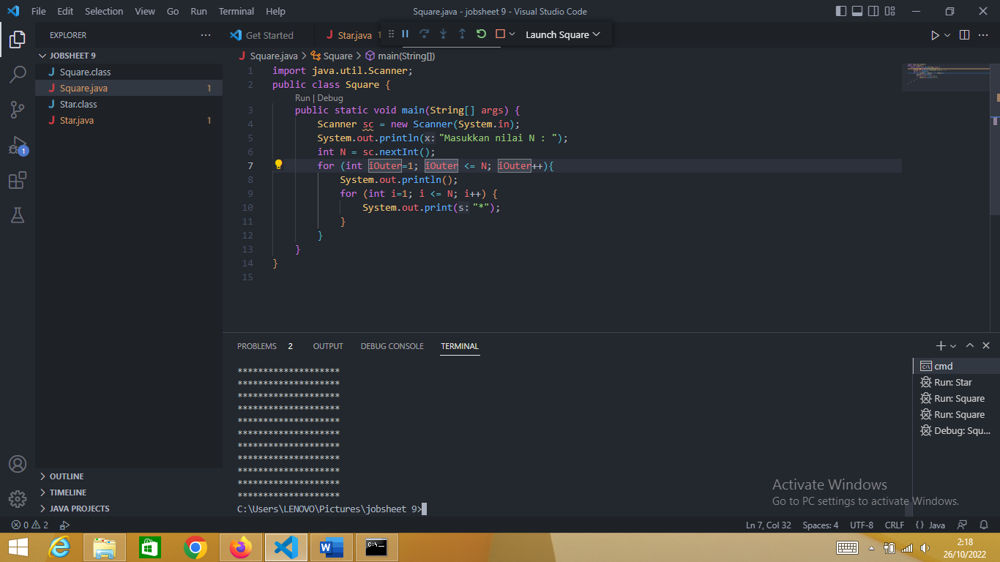 File Edit Selection View Go Run Terminal Help
Square.java - jobsheet 9 - Visual Studio Code
EXPLORER
JOBSHEET 9
Square.class
Square.java 1
Star.class
Star.java 1
OUTLINE
TIMELINE
JAVA PROJECTS
1
Get Started
Star.java 1
Launch Square
Square.java > Square > main(String[])
1 import java.util.Scanner;
2 public class Square {
Run | Debug
3 public static void main(String[] args) {
4 Scanner sc = new Scanner(System.in);
5 System.out.println(x: "Masukkan nilai N : ");
6 int N = sc.nextInt();
7 for (int iOuter=1; iOuter <= N; iOuter++){
8 System.out.println();
9 for (int i=1; i <= N; i++) {
10 System.out.print(s: "*");
11 }
12 }
13 }
14 }
15
PROBLEMS 2 OUTPUT DEBUG CONSOLE TERMINAL
********************
********************
********************
********************
********************
********************
********************
********************
********************
********************
********************
C:\Users\LENOVO\Pictures\jobsheet 9>
cmd
Run: Star
Run: Square
Run: Square
Debug: Squ...
Activate Windows
Go to PC settings to activate Windows.
0 2
Ln 7, Col 32 Spaces: 4 UTF-8 CRLF {} Java
2:18
26/10/2022